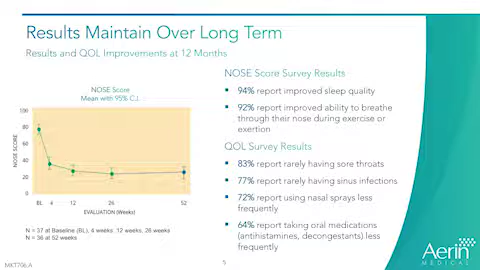 Results Maintain Over Long Term
Results and QOL Improvements at 12 Months
NOSE Score
Mean with 95% C.I.
100
80
60
40
20
0
NOSE SCORE
BL 4 12 26 52
EVALUATION (Weeks)
N = 37 at Baseline (BL), 4 weeks, 12 weeks, 26 weeks
N = 36 at 52 weeks
NOSE Score Survey Results
94% report improved sleep quality
92% report improved ability to breathe
through their nose during exercise or
exertion
QOL Survey Results
83% report rarely having sore throats
77% report rarely having sinus infections
72% report using nasal sprays less
frequently
64% report taking oral medications
(antihistamines, decongestants) less
frequently
Aerin
MEDICAL
MKT706.A
5